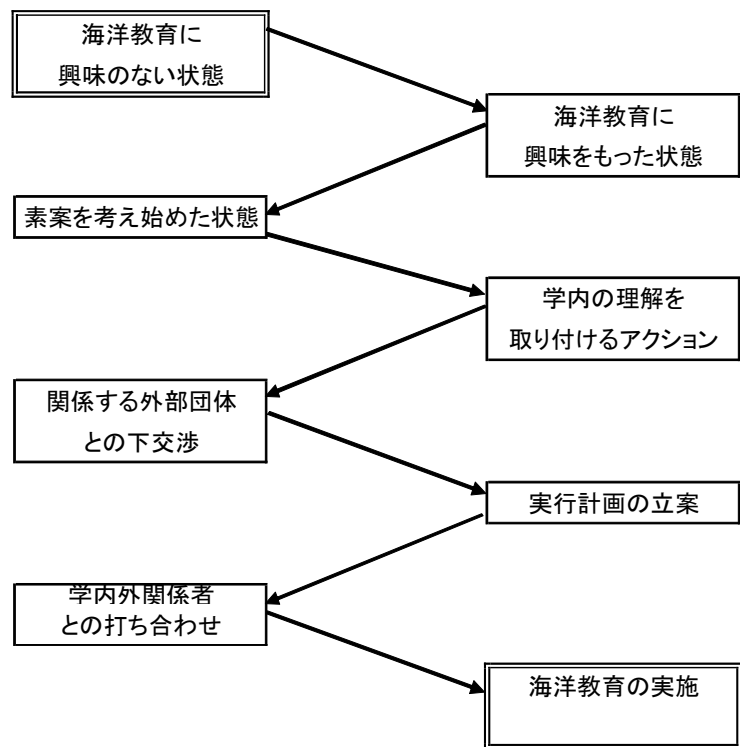 海洋教育に
興味のない状態
海洋教育に
興味をもった状態
素案を考え始めた状態
学内の理解を
取り付けるアクション
関係する外部団体
との下交渉
実行計画の立案
学内外関係者
との打ち合わせ
海洋教育の実施